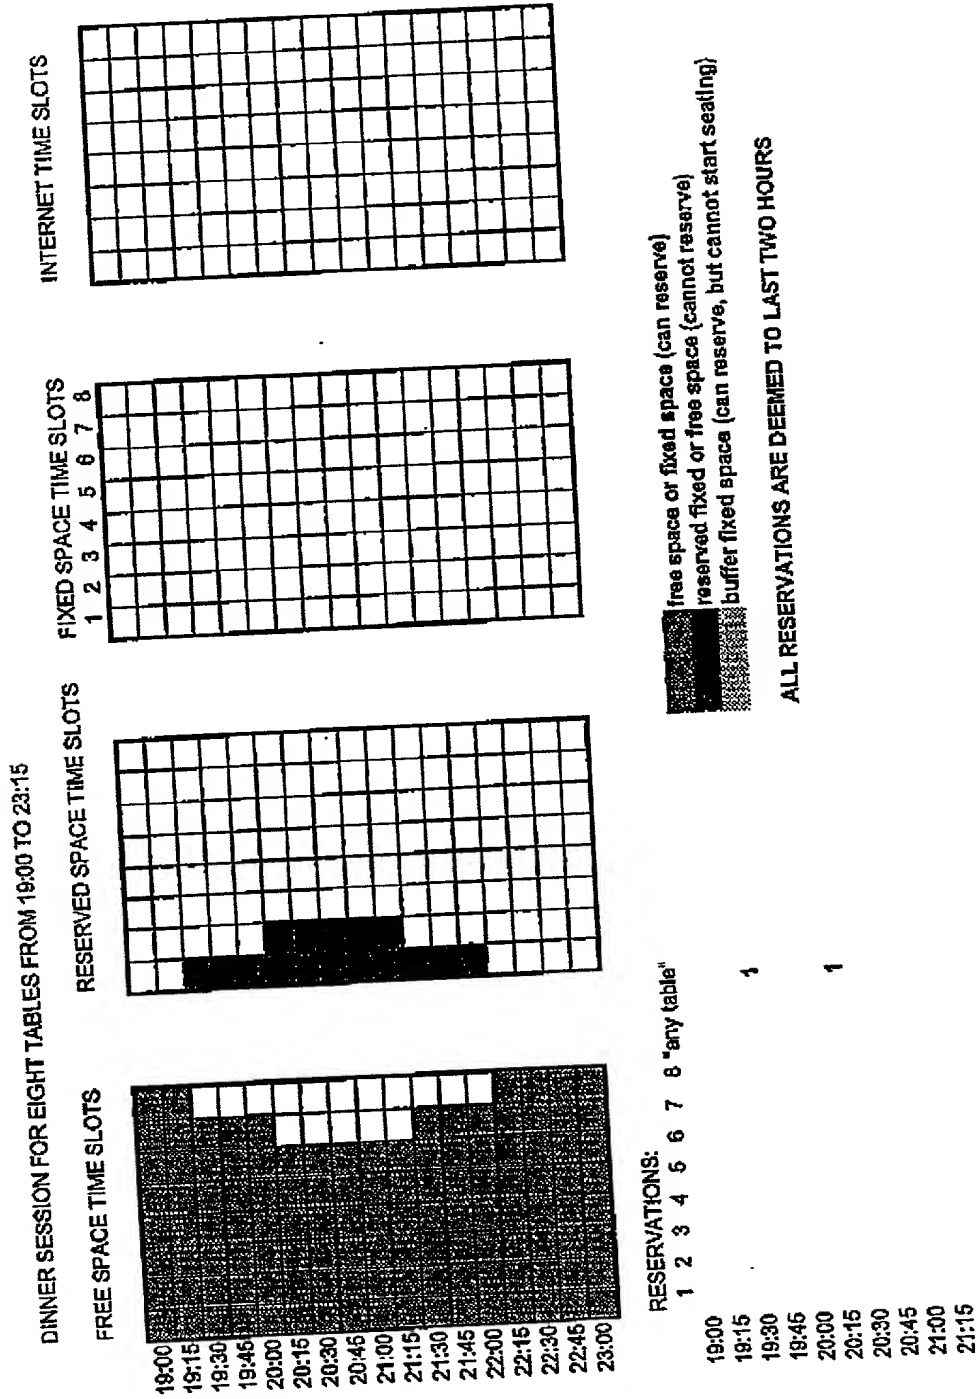 DINNER SESSION FOR EIGHT TABLES FROM 19:00 TO 23:15
FREE SPACE TIME SLOTS
RESERVED SPACE TIME SLOTS
FIXED SPACE TIME SLOTS
INTERNET TIME SLOTS
1 2 3 4 5 6 7 8
19:00
19:15
19:30
19:45
20:00
20:15
20:30
20:45
21:00
21:15
21:30
21:45
22:00
22:15
22:30
22:45
23:00
RESERVATIONS:
1 2 3 4 5 6 7 8 "any table"
19:00
19:15 1
19:30
19:45
20:00 1
20:15
20:30
20:45
21:00
21:15
free space or fixed space (can reserve)
reserved fixed or free space (cannot reserve)
buffer fixed space (can reserve, but cannot start seating)
ALL RESERVATIONS ARE DEEMED TO LAST TWO HOURS